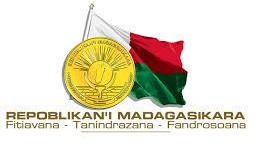 REPOBLIKAN'I MADAGASIKARA
Fitiavana - Tanindrazana - Fandrosoana